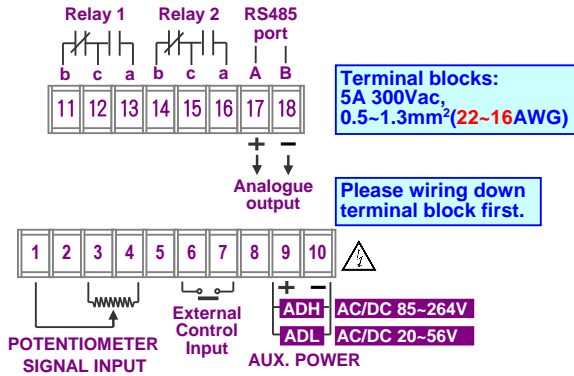 Relay 1 Relay 2 RS485
port
b c a b c a A B
11 12 13 14 15 16 17 18
+ −
Analogue
output
Terminal blocks:
5A 300Vac,
0.5~1.3mm²(22~16AWG)
Please wiring down
terminal block first.
1 2 3 4 5 6 7 8 9 10
+ −
ADH AC/DC 85~264V
ADL AC/DC 20~56V
External
Control
Input
POTENTIOMETER
SIGNAL INPUT
AUX. POWER